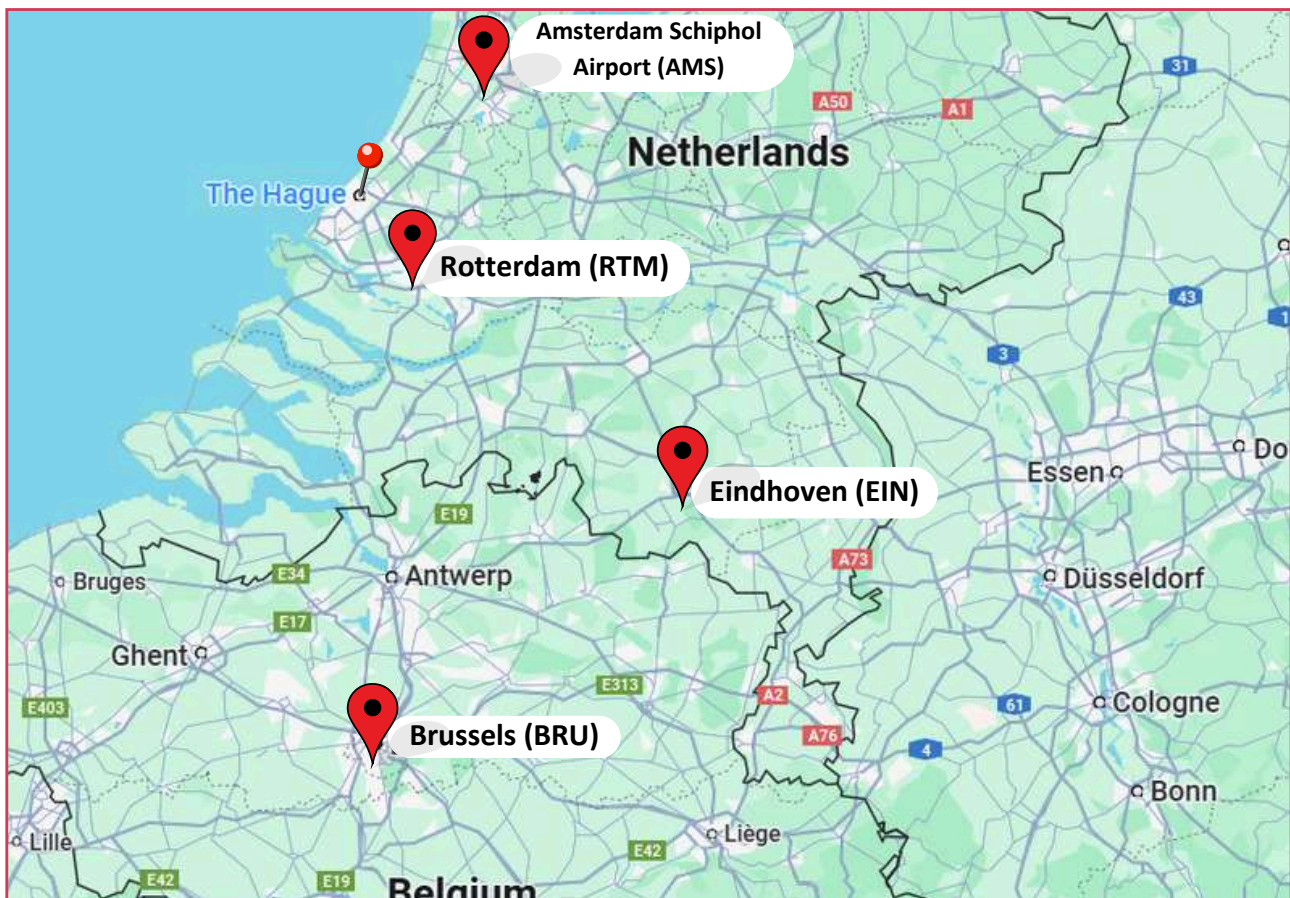 Amsterdam Schiphol
Airport (AMS)
31
A50
A1
Netherlands
The Hague
Rotterdam (RTM)
43
1
3
Do
Essen
Eindhoven (EIN)
E19
A73
E34
Bruges
Antwerp
Düsseldorf
E17
Ghent
E313
A2
E403
61
Cologne
Brussels (BRU)
A76
4
Bonn
Lille
Liège
E42
E42
E19
Belgium